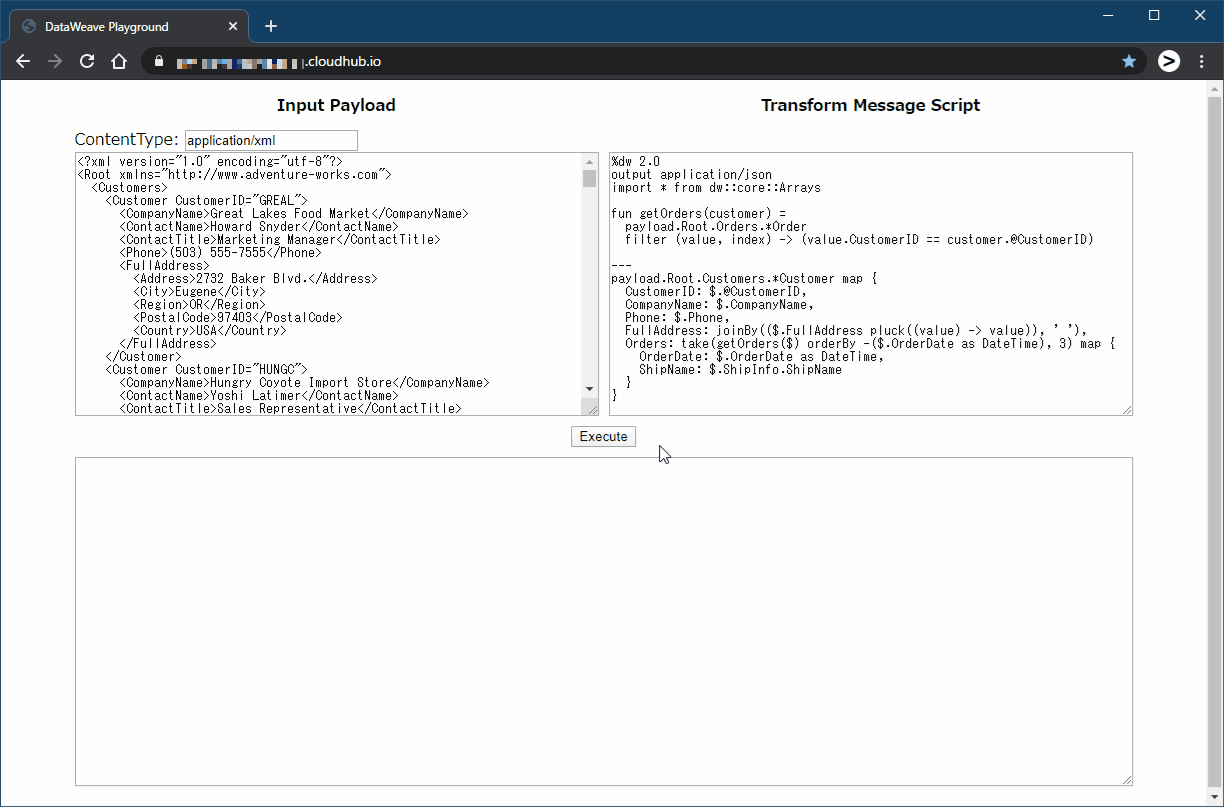 DataWeave Playground
.cloudhub.io
Input Payload
Transform Message Script
ContentType: application/xml
<?xml version="1.0" encoding="utf-8"?>
<Root xmlns="http://www.adventure-works.com">
  <Customers>
    <Customer CustomerID="GREAL">
      <CompanyName>Great Lakes Food Market</CompanyName>
      <ContactName>Howard Snyder</ContactName>
      <ContactTitle>Marketing Manager</ContactTitle>
      <Phone>(503) 555-7555</Phone>
      <FullAddress>
        <Address>2732 Baker Blvd.</Address>
        <City>Eugene</City>
        <Region>OR</Region>
        <PostalCode>97403</PostalCode>
        <Country>USA</Country>
      </FullAddress>
    </Customer>
    <Customer CustomerID="HUNGC">
      <CompanyName>Hungry Coyote Import Store</CompanyName>
      <ContactName>Yoshi Latimer</ContactName>
      <ContactTitle>Sales Representative</ContactTitle>
%dw 2.0
output application/json
import * from dw::core::Arrays
fun getOrders(customer) =
  payload.Root.Orders.*Order
  filter (value, index) -> (value.CustomerID == customer.@CustomerID)
---
payload.Root.Customers.*Customer map {
  CustomerID: $.@CustomerID,
  CompanyName: $.CompanyName,
  Phone: $.Phone,
  FullAddress: joinBy(($.FullAddress pluck((value) -> value)), ' '),
  Orders: take(getOrders($) orderBy -($.OrderDate as DateTime), 3) map {
    OrderDate: $.OrderDate as DateTime,
    ShipName: $.ShipInfo.ShipName
  }
}
Execute